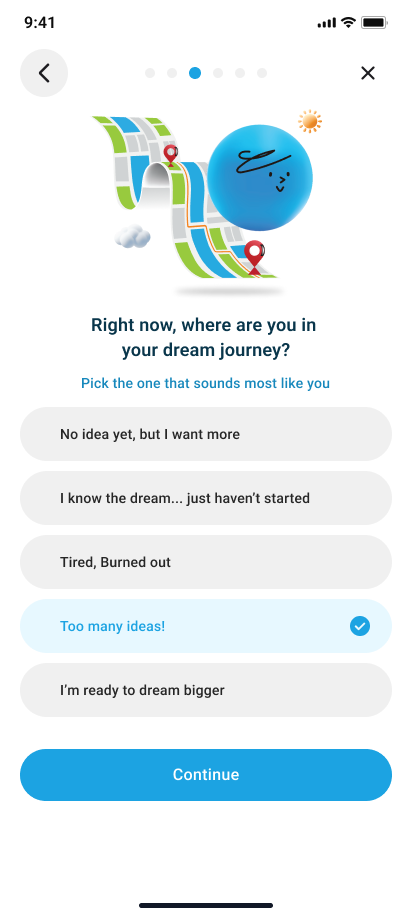 9:41
Right now, where are you in
your dream journey?
Pick the one that sounds most like you
No idea yet, but I want more
I know the dream... just haven’t started
Tired, Burned out
Too many ideas!
I’m ready to dream bigger
Continue